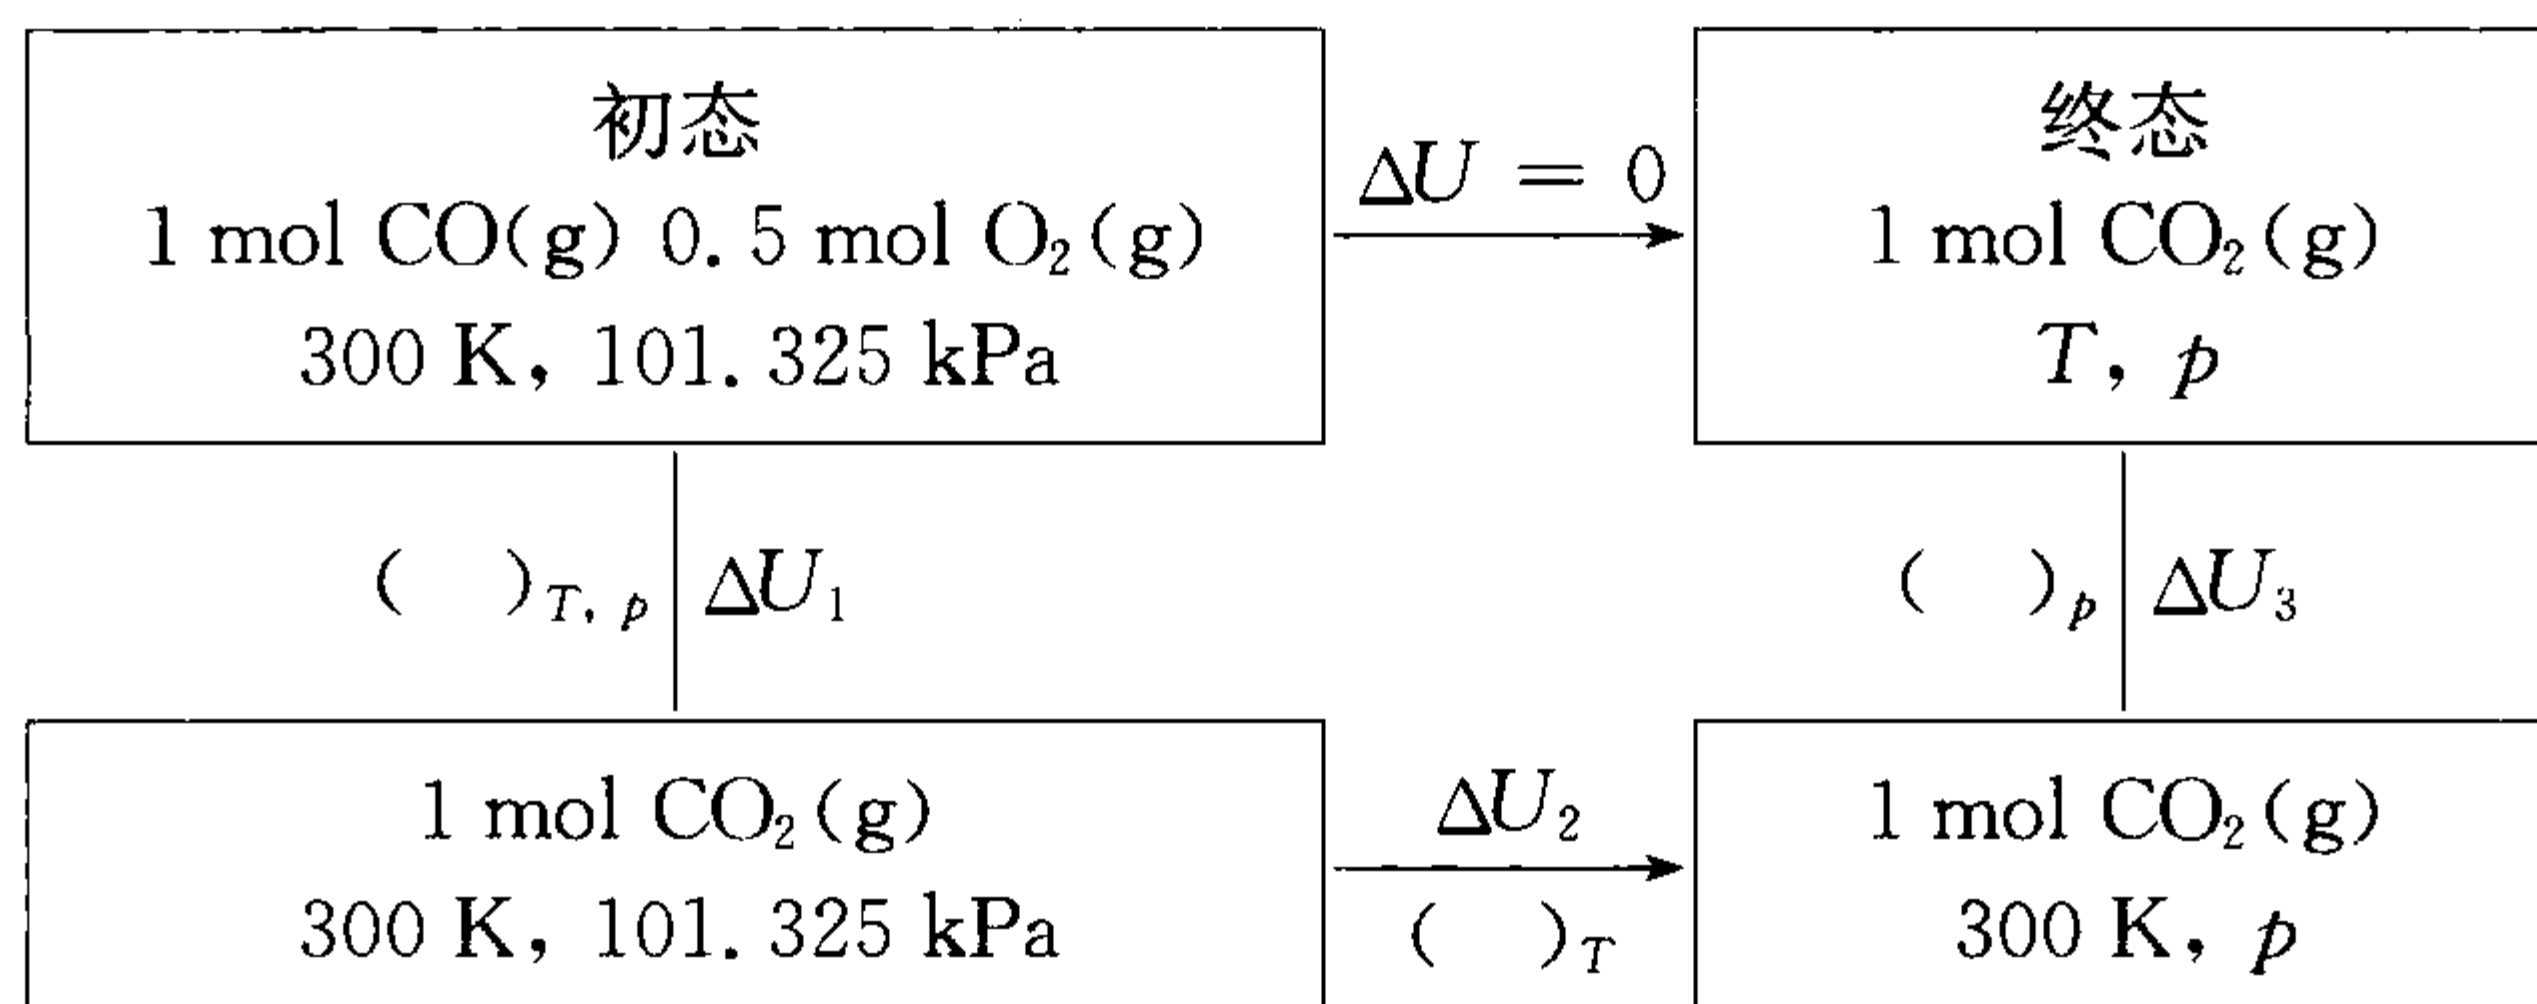 初态
1 mol CO(g) 0.5 mol O₂(g)
300 K, 101.325 kPa
ΔU = 0
终态
1 mol CO₂(g)
T, p
( )T, p
ΔU₁
( )p
ΔU₃
1 mol CO₂(g)
300 K, 101.325 kPa
ΔU₂
( )T
1 mol CO₂(g)
300 K, p